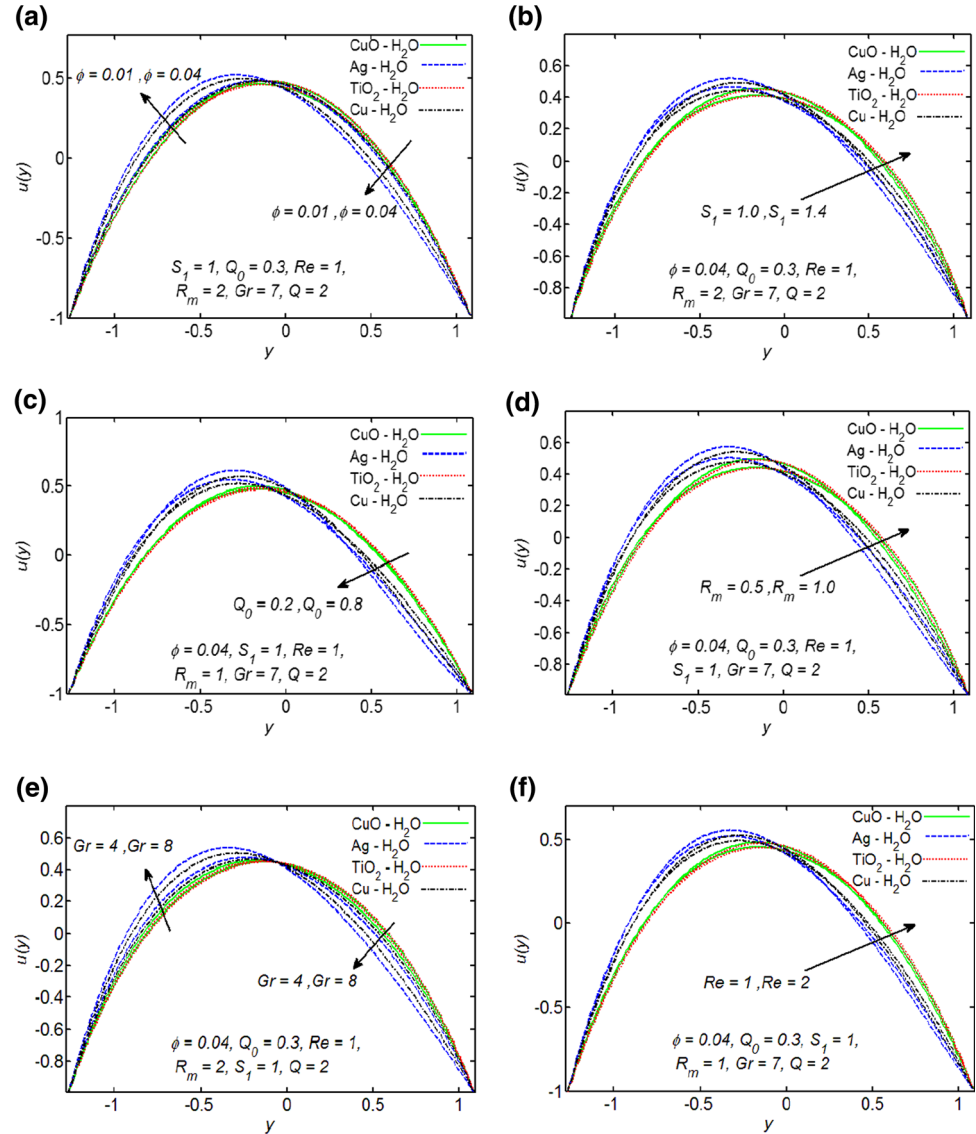 (a)
CuO - H2O
Ag - H2O
TiO2 - H2O
Cu - H2O
ϕ = 0.01 , ϕ = 0.04
ϕ = 0.01 , ϕ = 0.04
S1 = 1, Q0 = 0.3, Re = 1,
Rm = 2, Gr = 7, Q = 2
0.5
0
-0.5
-1
u(y)
-1
-0.5
0
0.5
1
y
(b)
CuO - H2O
Ag - H2O
TiO2 - H2O
Cu - H2O
S1 = 1.0 ,S1 = 1.4
ϕ = 0.04, Q0 = 0.3, Re = 1,
Rm = 2, Gr = 7, Q = 2
0.6
0.4
0.2
0
-0.2
-0.4
-0.6
-0.8
u(y)
-1
-0.5
0
0.5
1
y
(c)
CuO - H2O
Ag - H2O
TiO2 - H2O
Cu - H2O
Q0 = 0.2 ,Q0 = 0.8
ϕ = 0.04, S1 = 1, Re = 1,
Rm = 1, Gr = 7, Q = 2
1
0.5
0
-0.5
-1
u(y)
-1
-0.5
0
0.5
1
y
(d)
CuO - H2O
Ag - H2O
TiO2 - H2O
Cu - H2O
Rm = 0.5 ,Rm = 1.0
ϕ = 0.04, Q0 = 0.3, Re = 1,
S1 = 1, Gr = 7, Q = 2
0.6
0.4
0.2
0
-0.2
-0.4
-0.6
-0.8
u(y)
-1
-0.5
0
0.5
1
y
(e)
CuO - H2O
Ag - H2O
TiO2 - H2O
Cu - H2O
Gr = 4 ,Gr = 8
Gr = 4 ,Gr = 8
ϕ = 0.04, Q0 = 0.3, Re = 1,
Rm = 2, S1 = 1, Q = 2
0.6
0.4
0.2
0
-0.2
-0.4
-0.6
-0.8
u(y)
-1
-0.5
0
0.5
1
y
(f)
CuO - H2O
Ag - H2O
TiO2 - H2O
Cu - H2O
Re = 1 ,Re = 2
ϕ = 0.04, Q0 = 0.3, S1 = 1,
Rm = 1, Gr = 7, Q = 2
0.5
0
-0.5
-1
u(y)
-1
-0.5
0
0.5
1
y